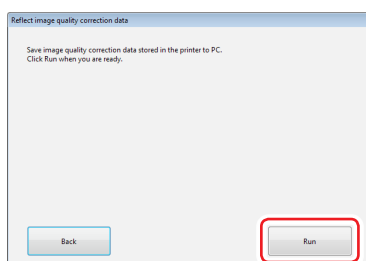 Reflect image quality correction data
Save image quality correction data stored in the printer to PC.
Click Run when you are ready.
Back
Run